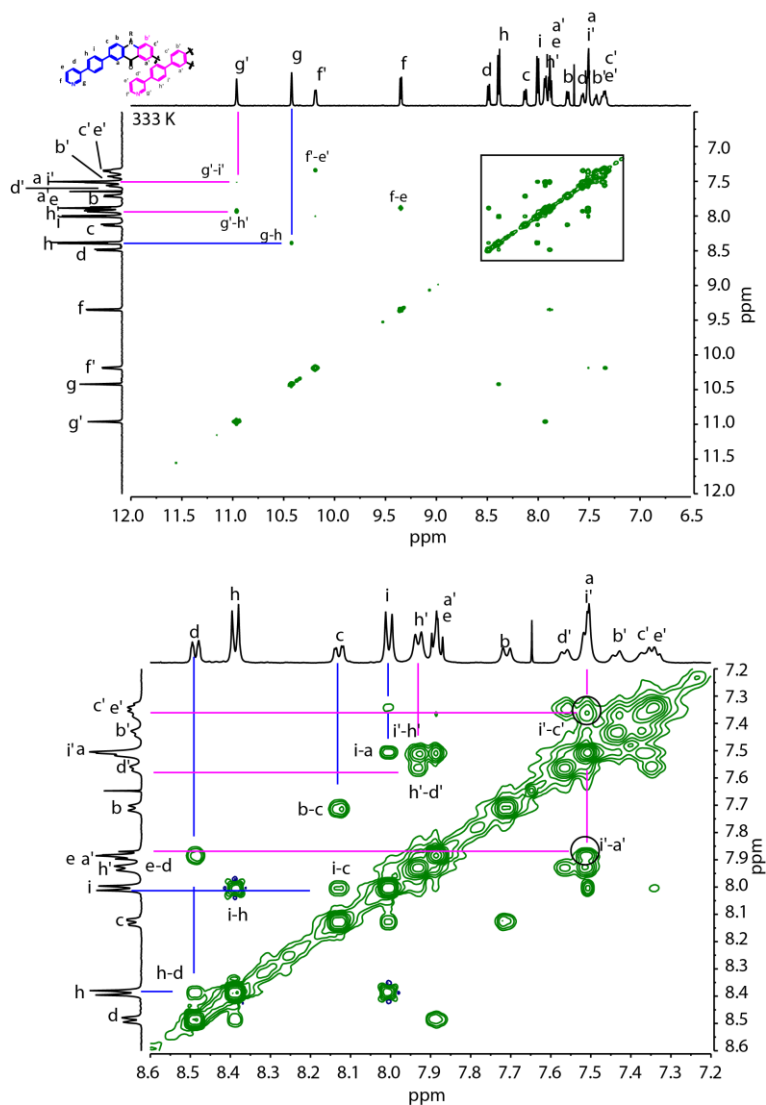 g' g f' f d h c i h' a' e b d' a i' b' c' e'
333 K
c' e'
b'
a i'
d'
a' e b
h'
i
c
h
d
f
f'
g
g'
g'-i'
f'-e'
g'-h'
f-e
g-h
7.0
7.5
8.0
8.5
9.0
9.5
10.0
10.5
11.0
11.5
12.0
ppm
12.0 11.5 11.0 10.5 10.0 9.5 9.0 8.5 8.0 7.5 7.0 6.5
ppm
d h c i h' a' e b d' a i' b' c' e'
c' e'
b'
i' a
d'
b
e a'
h'
i
c
h
d
i'-c'
i'-h'
i-a
h'-d'
b-c
i'-a'
e-d
i-c
i-h
h-d
7.2
7.3
7.4
7.5
7.6
7.7
7.8
7.9
8.0
8.1
8.2
8.3
8.4
8.5
8.6
ppm
8.6 8.5 8.4 8.3 8.2 8.1 8.0 7.9 7.8 7.7 7.6 7.5 7.4 7.3 7.2
ppm